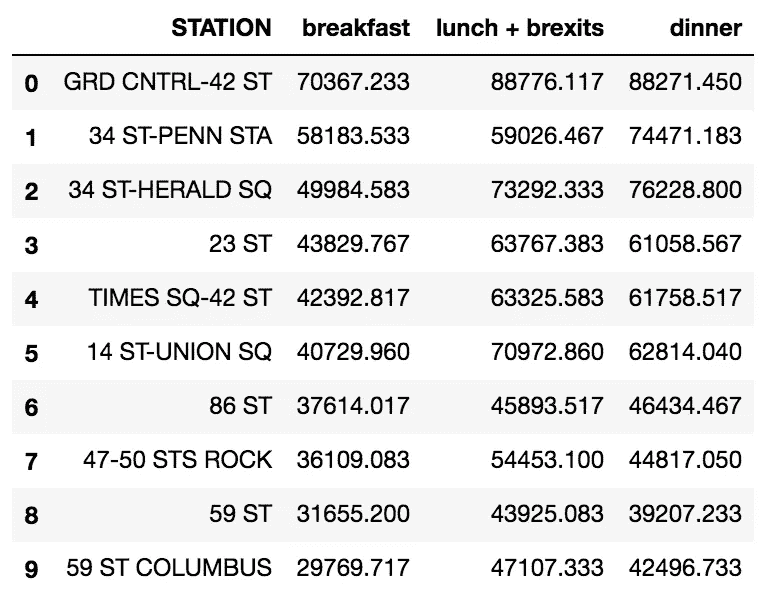 STATION breakfast lunch + brexits dinner
0 GRD CNTRL-42 ST 70367.233 88776.117 88271.450
1 34 ST-PENN STA 58183.533 59026.467 74471.183
2 34 ST-HERALD SQ 49984.583 73292.333 76228.800
3 23 ST 43829.767 63767.383 61058.567
4 TIMES SQ-42 ST 42392.817 63325.583 61758.517
5 14 ST-UNION SQ 40729.960 70972.860 62814.040
6 86 ST 37614.017 45893.517 46434.467
7 47-50 STS ROCK 36109.083 54453.100 44817.050
8 59 ST 31655.200 43925.083 39207.233
9 59 ST COLUMBUS 29769.717 47107.333 42496.733